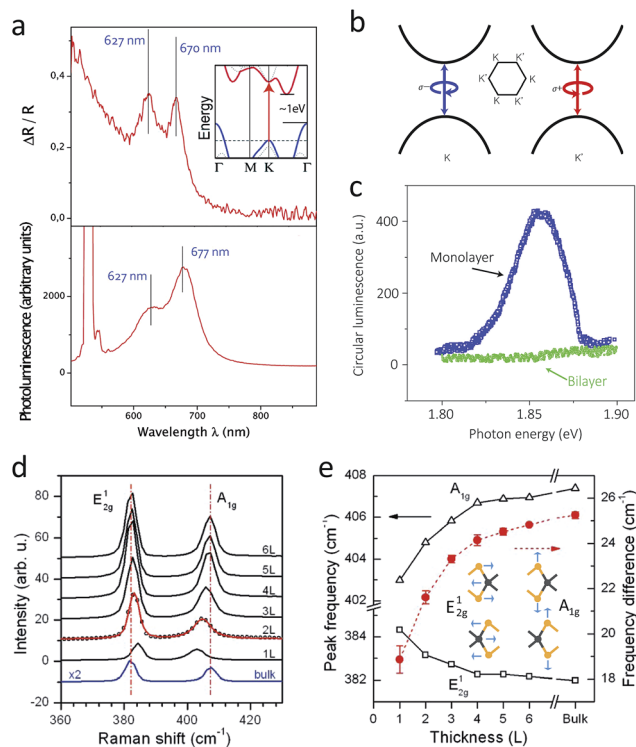 a
627 nm
670 nm
0,4
0,2
0,0
ΔR / R
Energy
~1eV
Γ
M
K
Γ
627 nm
677 nm
2000
0
Photoluminescence (arbitrary units)
500
600
700
800
Wavelength λ (nm)
b
K
K'
K'
K
K
K'
σ−
σ+
K
K'
c
Circular luminescence (a.u.)
400
200
0
Monolayer
Bilayer
1.80
1.85
1.90
Photon energy (eV)
d
E¹2g
A1g
Intensity (arb. u.)
80
60
40
20
0
-20
6L
5L
4L
3L
2L
1L
x2
bulk
360
380
400
420
Raman shift (cm⁻¹)
e
A1g
Peak frequency (cm⁻¹)
408
406
404
402
384
382
E¹2g
A1g
E¹2g
26
24
22
20
18
Frequency difference (cm⁻¹)
0
1
2
3
4
5
6
Bulk
Thickness (L)